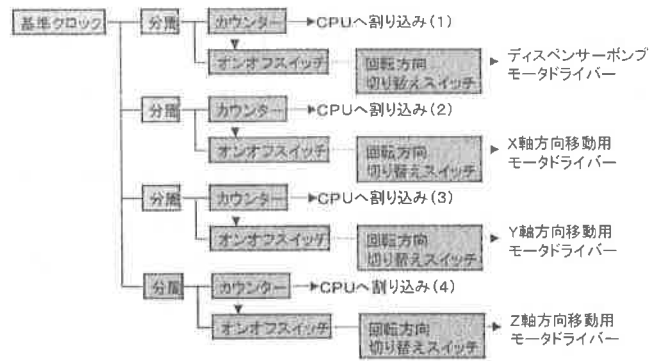 基準クロック
分周
カウンター
CPUへ割り込み(1)
オンオフスイッチ
回転方向
切り替えスイッチ
ディスペンサーポンプ
モータドライバー
分周
カウンター
CPUへ割り込み(2)
オンオフスイッチ
回転方向
切り替えスイッチ
X軸方向移動用
モータドライバー
分周
カウンター
CPUへ割り込み(3)
オンオフスイッチ
回転方向
切り替えスイッチ
Y軸方向移動用
モータドライバー
分周
カウンター
CPUへ割り込み(4)
オンオフスイッチ
回転方向
切り替えスイッチ
Z軸方向移動用
モータドライバー